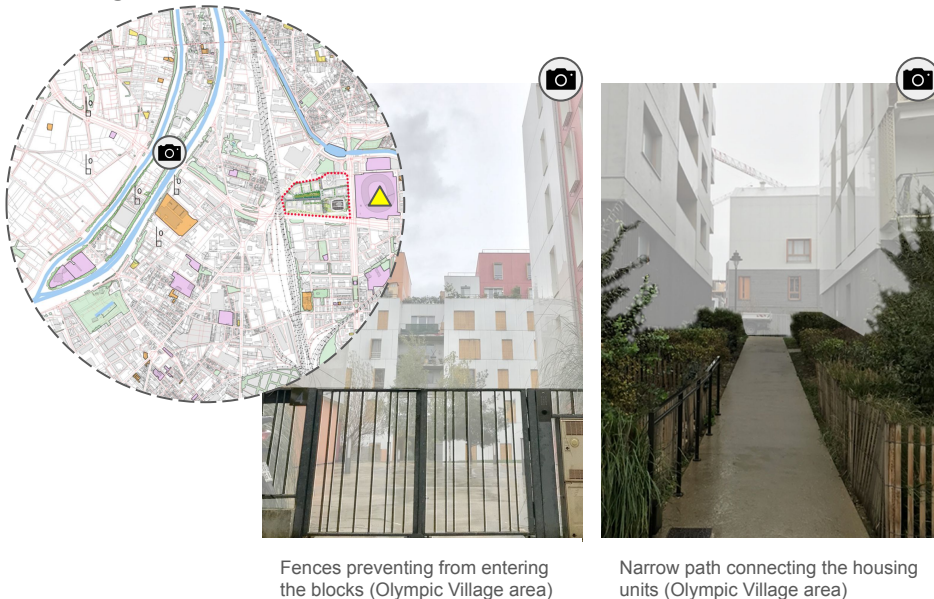 Fences preventing from entering
the blocks (Olympic Village area)
Narrow path connecting the housing
units (Olympic Village area)